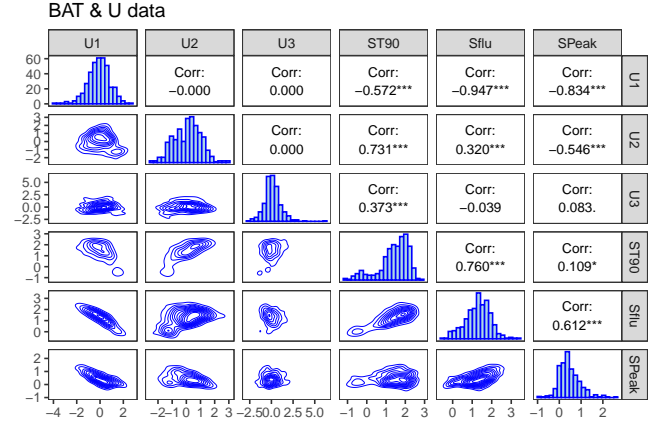 BAT & U data
U1 U2 U3 ST90 Sflu SPeak
60
40
20
0
Corr: Corr: Corr: Corr: Corr:
−0.000 0.000 −0.572*** −0.947*** −0.834***
U1
3
2
1
0
−1
−2
Corr: Corr: Corr: Corr:
0.000 0.731*** 0.320*** −0.546***
U2
5.0
2.5
0.0
−2.5
Corr: Corr: Corr:
0.373*** −0.039 0.083.
U3
3
2
1
0
−1
Corr: Corr:
0.760*** 0.109*
ST90
3
2
1
0
Corr:
0.612***
Sflu
2
1
0
−1
SPeak
−4 −2 0 2 −2 −1 0 1 2 3 −2.5 0.0 2.5 5.0 −1 0 1 2 3 0 1 2 3 −1 0 1 2